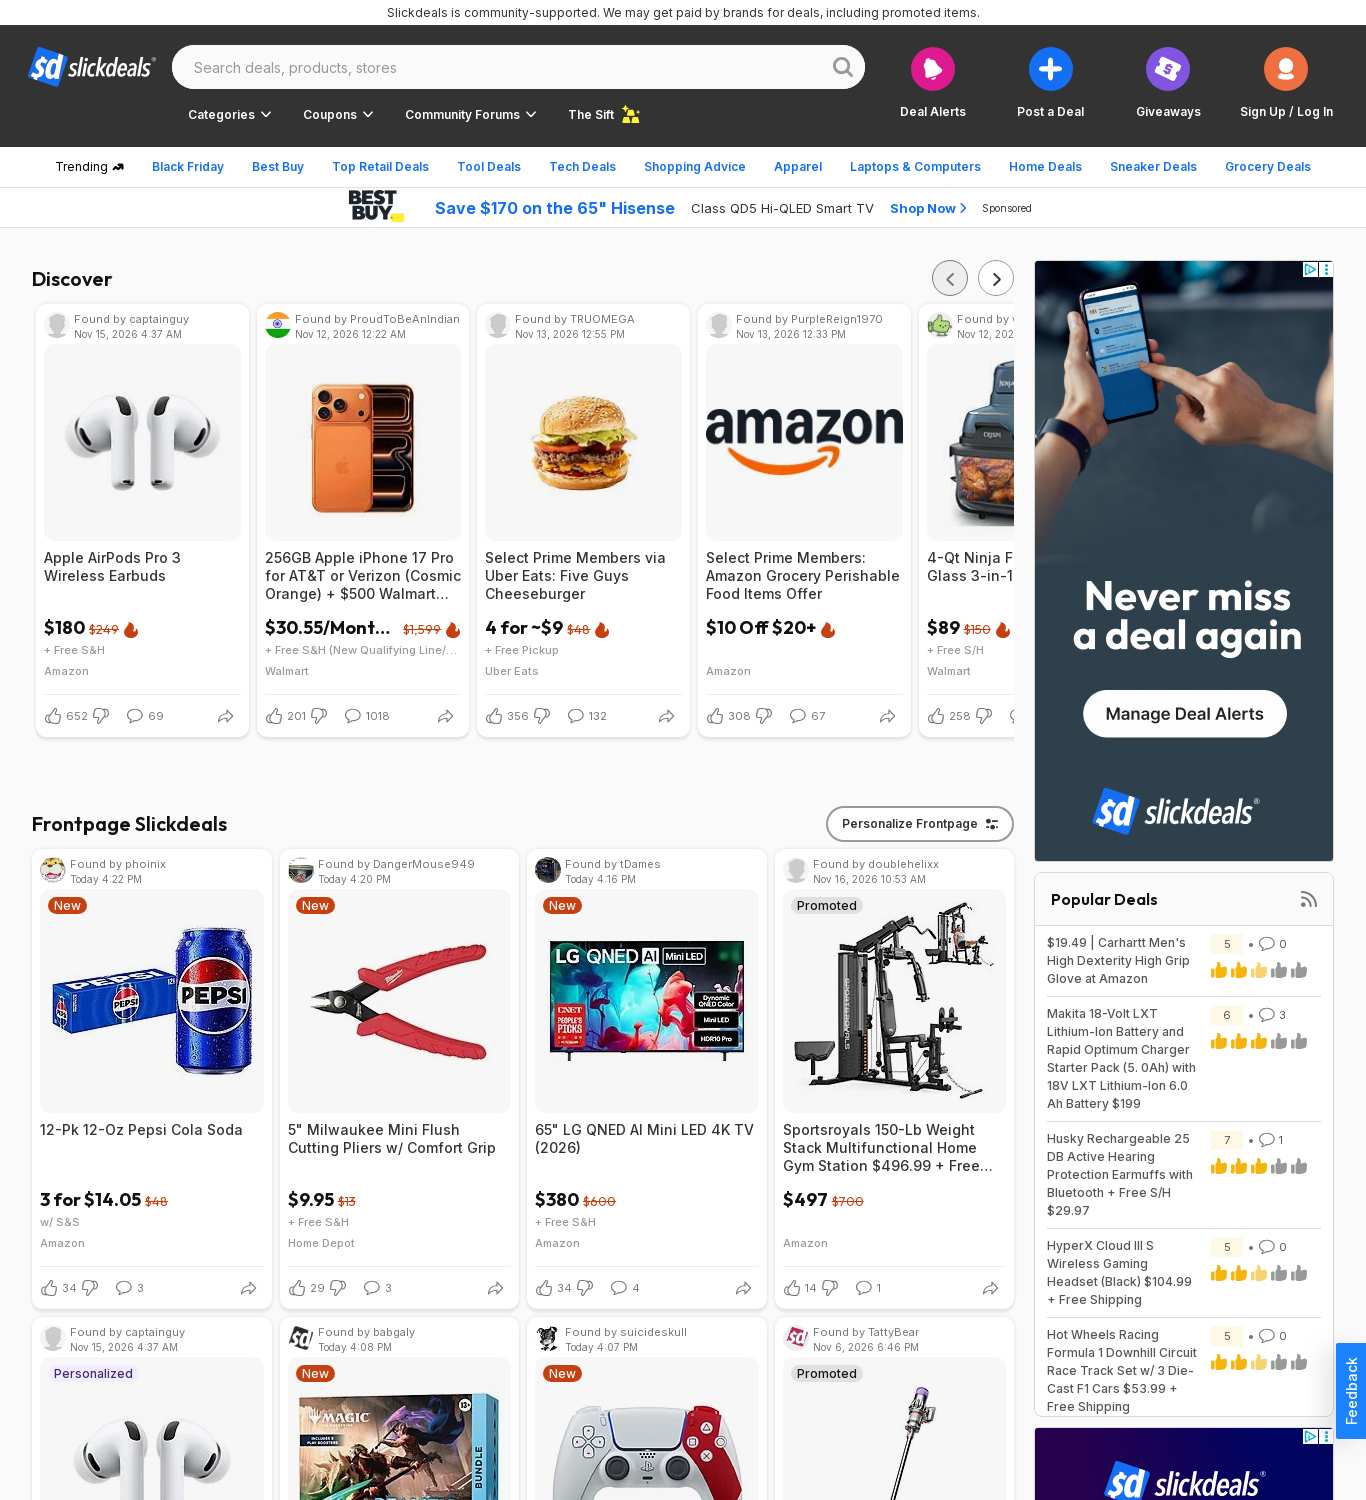 Slickdeals is community-supported. We may get paid by brands for deals, including promoted items.
$d slickdeals®
Search deals, products, stores
Deal Alerts
Post a Deal
Giveaways
Sign Up / Log In
Categories
Coupons
Community Forums
The Sift
Trending
Black Friday
Best Buy
Top Retail Deals
Tool Deals
Tech Deals
Shopping Advice
Apparel
Laptops & Computers
Home Deals
Sneaker Deals
Grocery Deals
BEST
BUY
Save $170 on the 65" Hisense
Class QD5 Hi-QLED Smart TV
Shop Now
Sponsored
Discover
Found by captainguy
Nov 15, 2026 4:37 AM
Apple AirPods Pro 3
Wireless Earbuds
$180 $249
+ Free S&H
Amazon
652
69
Found by ProudToBeAnIndian
Nov 12, 2026 12:22 AM
256GB Apple iPhone 17 Pro
for AT&T or Verizon (Cosmic
Orange) + $500 Walmart...
$30.55/Mont... $1,599
+ Free S&H (New Qualifying Line/...
Walmart
201
1018
Found by TRUOMEGA
Nov 13, 2026 12:55 PM
Select Prime Members via
Uber Eats: Five Guys
Cheeseburger
4 for ~$9 $48
+ Free Pickup
Uber Eats
356
132
Found by PurpleReign1970
Nov 13, 2026 12:33 PM
amazon
Select Prime Members:
Amazon Grocery Perishable
Food Items Offer
$10 Off $20+
Amazon
308
67
Found by
Nov 12, 202
NINJA
CRISPI
4-Qt Ninja F
Glass 3-in-1
$89 $150
+ Free S/H
Walmart
258
Never miss
a deal again
Manage Deal Alerts
$d slickdeals®
Frontpage Slickdeals
Personalize Frontpage
Found by phoinix
Today 4:22 PM
New
PEPSI
PEPSI
PEPSI
12-Pk 12-Oz Pepsi Cola Soda
3 for $14.05 $48
w/ S&S
Amazon
34
3
Found by DangerMouse949
Today 4:20 PM
New
Milwaukee
5" Milwaukee Mini Flush
Cutting Pliers w/ Comfort Grip
$9.95 $13
+ Free S&H
Home Depot
29
3
Found by tDames
Today 4:16 PM
New
LG QNED AI Mini LED
CNET
PEOPLE'S
PICKS
Dynamic
QNED Color
Mini LED
HDR10 Pro
65" LG QNED AI Mini LED 4K TV
(2026)
$380 $600
+ Free S&H
Amazon
34
4
Found by doublehelixx
Nov 16, 2026 10:53 AM
Promoted
SPORTSROYALS
Sportsroyals 150-Lb Weight
Stack Multifunctional Home
Gym Station $496.99 + Free...
$497 $700
Amazon
14
1
Popular Deals
$19.49 | Carhartt Men's
High Dexterity High Grip
Glove at Amazon
5 • 0
Makita 18-Volt LXT
Lithium-Ion Battery and
Rapid Optimum Charger
Starter Pack (5. 0Ah) with
18V LXT Lithium-Ion 6.0
Ah Battery $199
6 • 3
Husky Rechargeable 25
DB Active Hearing
Protection Earmuffs with
Bluetooth + Free S/H
$29.97
7 • 1
HyperX Cloud III S
Wireless Gaming
Headset (Black) $104.99
+ Free Shipping
5 • 0
Hot Wheels Racing
Formula 1 Downhill Circuit
Race Track Set w/ 3 Die-
Cast F1 Cars $53.99 +
Free Shipping
5 • 0
Feedback
Found by captainguy
Nov 15, 2026 4:37 AM
Personalized
$d
Found by babgaly
Today 4:08 PM
New
MAGIC
13+
BUNDLE
Found by suicideskull
Today 4:07 PM
New
$d
Found by TattyBear
Nov 6, 2026 6:46 PM
Promoted
$d slickdeals®